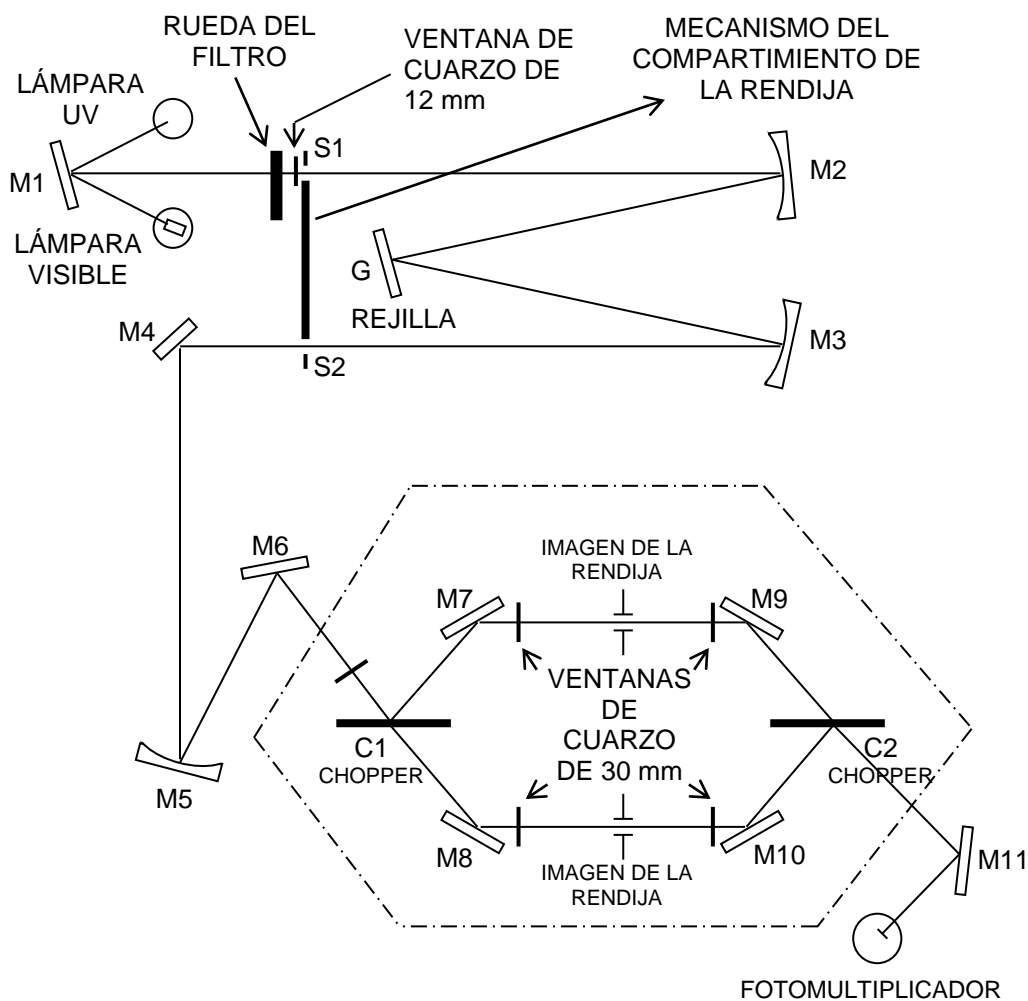 RUEDA DEL
FILTRO
VENTANA DE
CUARZO DE
12 mm
MECANISMO DEL
COMPARTIMIENTO DE
LA RENDIJA
LÁMPARA
UV
S1
M1
M2
LÁMPARA
VISIBLE
G
REJILLA
M4
M3
S2
M6
IMAGEN DE LA
RENDIJA
M7
M9
VENTANAS
DE
CUARZO
DE 30 mm
C1
CHOPPER
C2
CHOPPER
M5
M8
M10
M11
IMAGEN DE LA
RENDIJA
FOTOMULTIPLICADOR